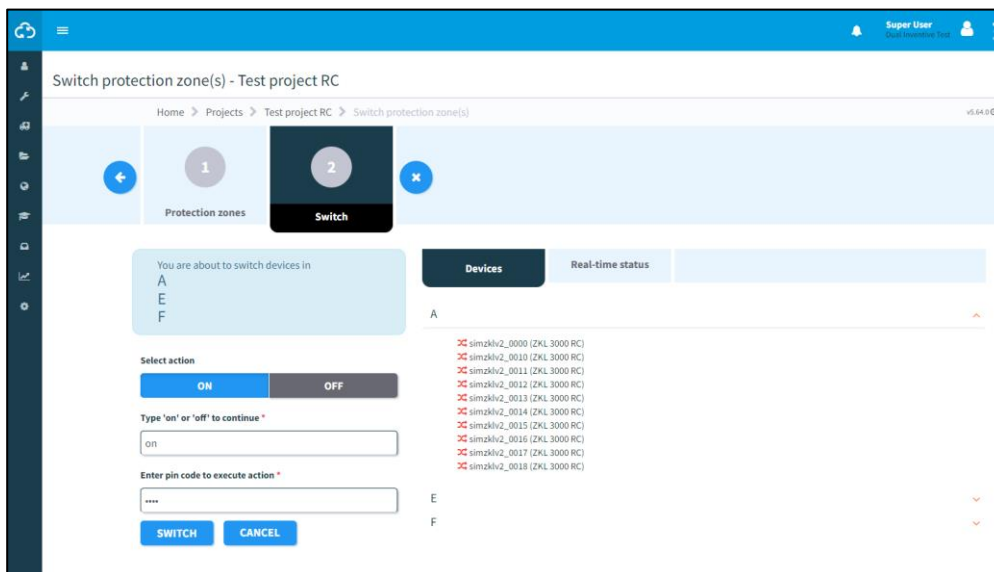 Super User
Dual Inventive Test
Switch protection zone(s) - Test project RC
Home > Projects > Test project RC > Switch protection zone(s)
v5.64.0
1
Protection zones
2
Switch
You are about to switch devices in
A
E
F
Select action
ON OFF
Type 'on' or 'off' to continue *
on
Enter pin code to execute action *
••••
SWITCH CANCEL
Devices Real-time status
A
simzklv2_0000 (ZKL 3000 RC)
simzklv2_0010 (ZKL 3000 RC)
simzklv2_0011 (ZKL 3000 RC)
simzklv2_0012 (ZKL 3000 RC)
simzklv2_0013 (ZKL 3000 RC)
simzklv2_0014 (ZKL 3000 RC)
simzklv2_0015 (ZKL 3000 RC)
simzklv2_0016 (ZKL 3000 RC)
simzklv2_0017 (ZKL 3000 RC)
simzklv2_0018 (ZKL 3000 RC)
E
F